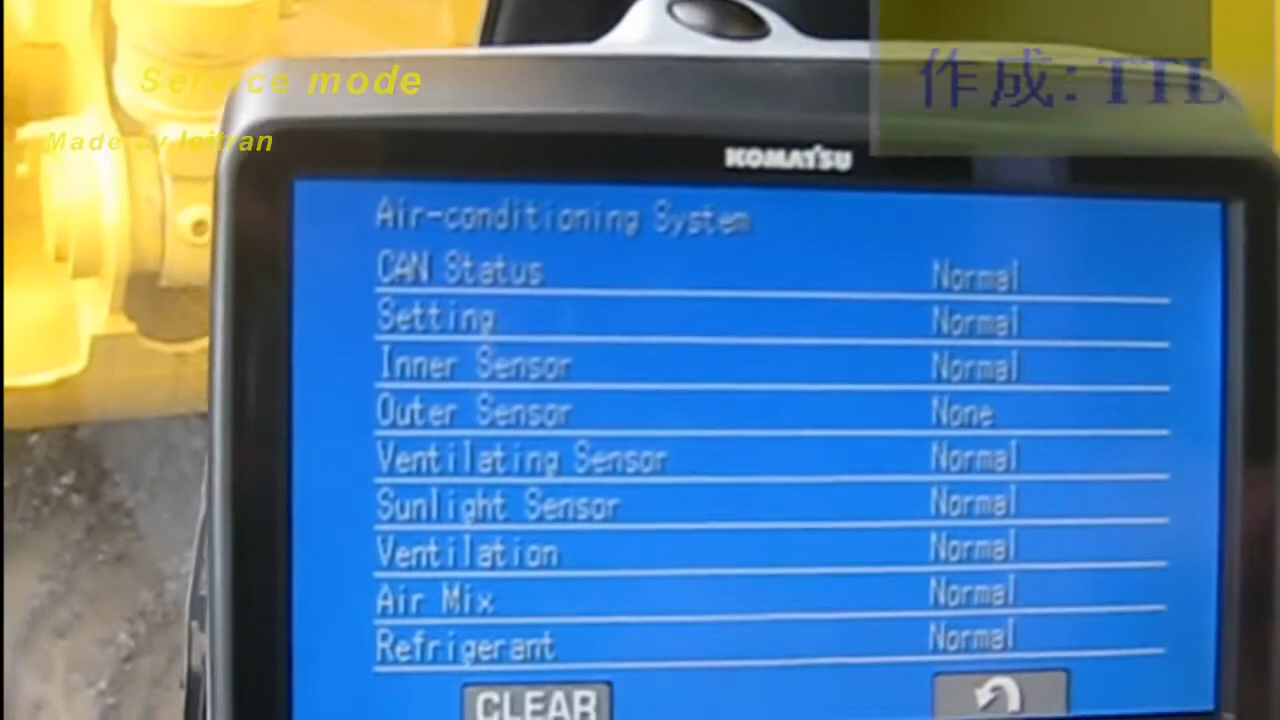 Service mode
作成: TTL
Made by loitran
KOMATSU
Air-conditioning System
CAN Status Normal
Setting Normal
Inner Sensor Normal
Outer Sensor None
Ventilating Sensor Normal
Sunlight Sensor Normal
Ventilation Normal
Air Mix Normal
Refrigerant Normal
CLEAR